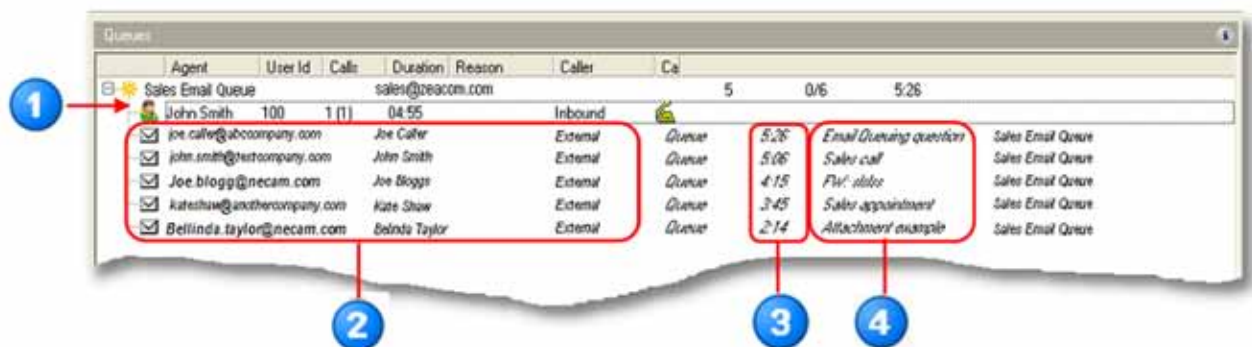 Queues
Agent User Id Calls Duration Reason Caller Ca
Sales Email Queue sales@zeacom.com 5 0/6 5:26
1
John Smith 100 1 (1) 04:55 Inbound
joe.caller@abccompany.com Joe Caller External Queue 5:26 Email Queuing question Sales Email Queue
john.smith@testcompany.com John Smith External Queue 5:06 Sales call Sales Email Queue
Joe.blogg@necam.com Joe Bloggs External Queue 4:15 FW: sales Sales Email Queue
kateshaw@anothercompany.com Kate Shaw External Queue 3:45 Sales appointment Sales Email Queue
Bellinda.taylor@necam.com Belinda Taylor External Queue 2:14 Attachment example Sales Email Queue
2 3 4